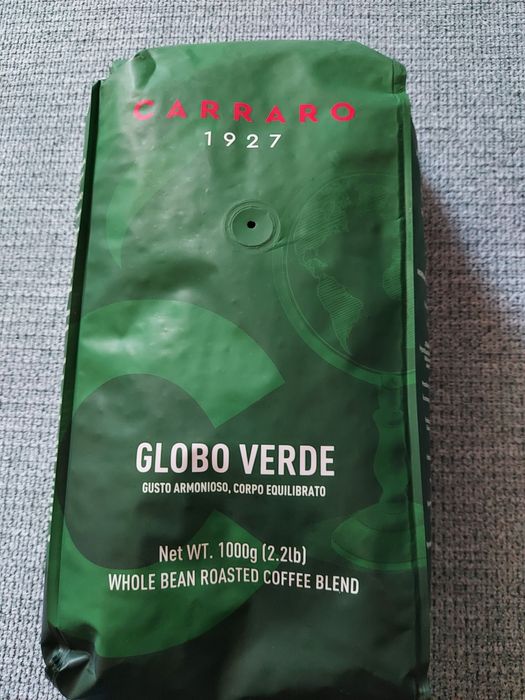 CARRARO
1927
GLOBO VERDE
GUSTO ARMONIOSO, CORPO EQUILIBRATO
Net WT. 1000g (2.2lb)
WHOLE BEAN ROASTED COFFEE BLEND